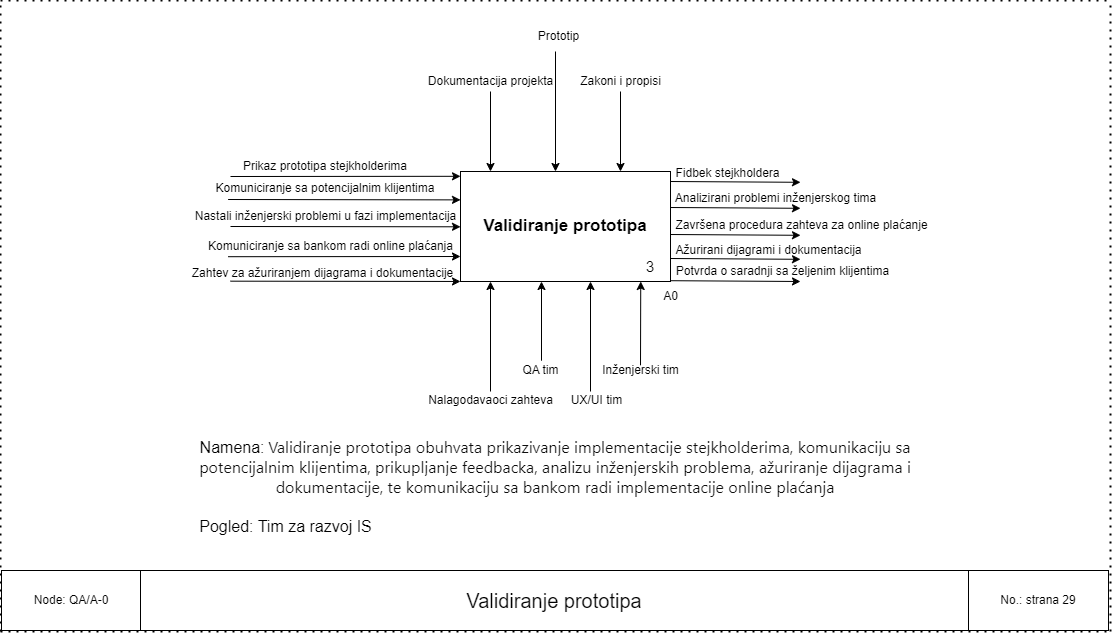 Prototip
Dokumentacija projekta
Zakoni i propisi
Prikaz prototipa stejkholderima
Komuniciranje sa potencijalnim klijentima
Nastali inženjerski problemi u fazi implementacija
Komuniciranje sa bankom radi online plaćanja
Zahtev za ažuriranjem dijagrama i dokumentacije
Validiranje prototipa
3
A0
Fidbek stejkholdera
Analizirani problemi inženjerskog tima
Završena procedura zahteva za online plaćanje
Ažurirani dijagrami i dokumentacija
Potvrda o saradnji sa željenim klijentima
QA tim
Inženjerski tim
Nalagodavaoci zahteva
UX/UI tim
Namena: Validiranje prototipa obuhvata prikazivanje implementacije stejkholderima, komunikaciju sa
potencijalnim klijentima, prikupljanje feedbacka, analizu inženjerskih problema, ažuriranje dijagrama i
dokumentacije, te komunikaciju sa bankom radi implementacije online plaćanja
Pogled: Tim za razvoj IS
Node: QA/A-0
Validiranje prototipa
No.: strana 29